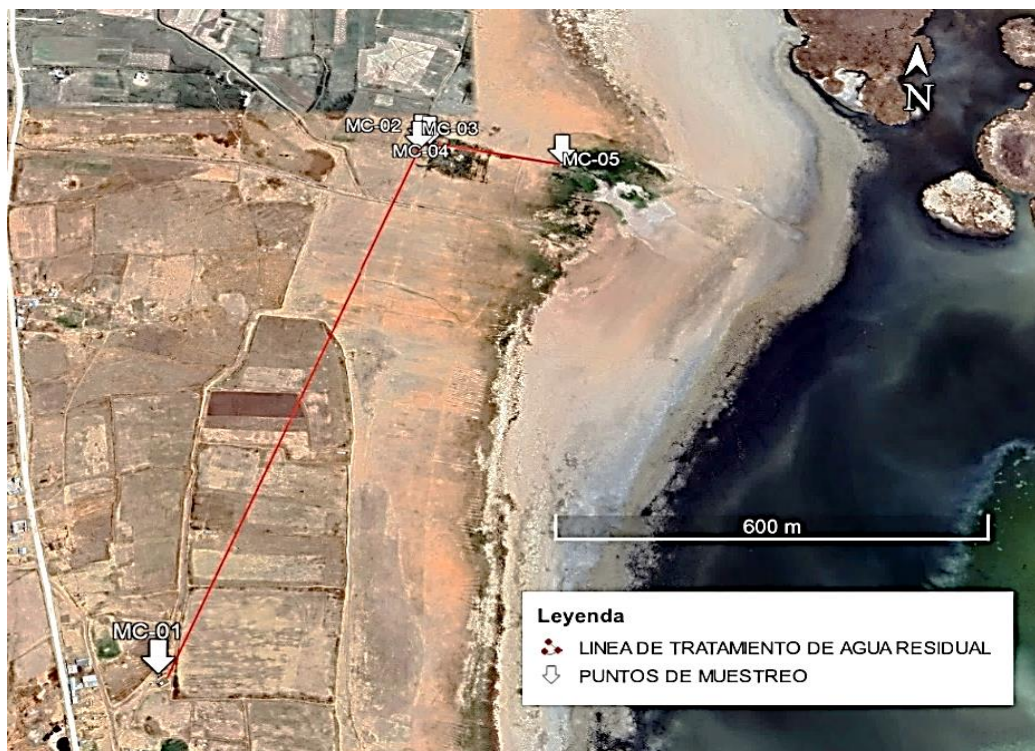 N
MC-02
MC-03
MC-04
MC-05
600 m
MC-01
Leyenda
LINEA DE TRATAMIENTO DE AGUA RESIDUAL
PUNTOS DE MUESTREO